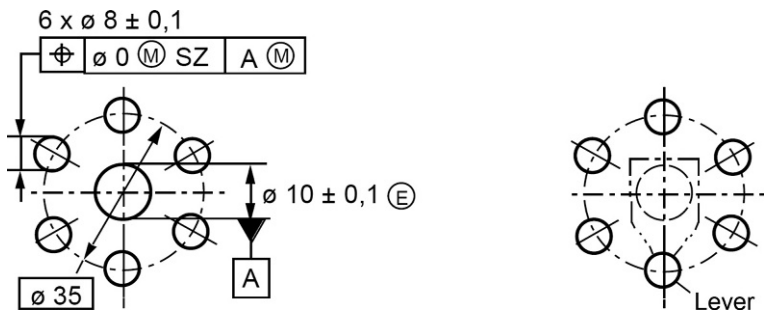 6 x ø 8 ± 0,1
⌖ ø 0 Ⓜ SZ A Ⓜ
ø 10 ± 0,1 Ⓔ
A
ø 35
Lever